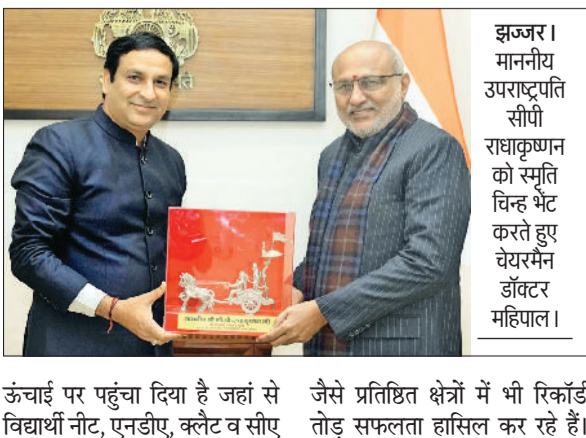 झज्जर।
माननीय
उपराष्ट्रपति
सीपी
राधाकृष्णन
को स्मृति
चिन्ह भेंट
करते हुए
चेयरमैन
डॉक्टर
महिपाल।
ऊंचाई पर पहुंचा दिया है जहां से
विद्यार्थी नीट, एनडीए, क्लैट व सीए
जैसे प्रतिष्ठित क्षेत्रों में भी रिकॉर्ड
तोड़ सफलता हासिल कर रहे हैं।